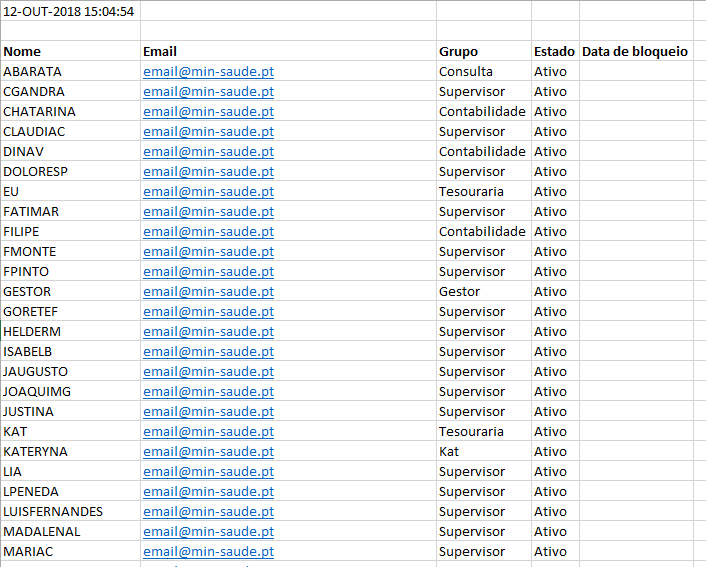 12-OUT-2018 15:04:54
Nome Email Grupo Estado Data de bloqueio
ABARATA email@min-saude.pt Consulta Ativo
CGANDRA email@min-saude.pt Supervisor Ativo
CHATARINA email@min-saude.pt Contabilidade Ativo
CLAUDIAC email@min-saude.pt Supervisor Ativo
DINAV email@min-saude.pt Contabilidade Ativo
DOLORESP email@min-saude.pt Supervisor Ativo
EU email@min-saude.pt Tesouraria Ativo
FATIMAR email@min-saude.pt Supervisor Ativo
FILIPE email@min-saude.pt Contabilidade Ativo
FMONTE email@min-saude.pt Supervisor Ativo
FPINTO email@min-saude.pt Supervisor Ativo
GESTOR email@min-saude.pt Gestor Ativo
GORETEF email@min-saude.pt Supervisor Ativo
HELDERM email@min-saude.pt Supervisor Ativo
ISABELB email@min-saude.pt Supervisor Ativo
JAUGUSTO email@min-saude.pt Supervisor Ativo
JOAQUIMG email@min-saude.pt Supervisor Ativo
JUSTINA email@min-saude.pt Supervisor Ativo
KAT email@min-saude.pt Tesouraria Ativo
KATERYNA email@min-saude.pt Kat Ativo
LIA email@min-saude.pt Supervisor Ativo
LPENEDA email@min-saude.pt Supervisor Ativo
LUISFERNANDES email@min-saude.pt Supervisor Ativo
MADALENAL email@min-saude.pt Supervisor Ativo
MARIAC email@min-saude.pt Supervisor Ativo